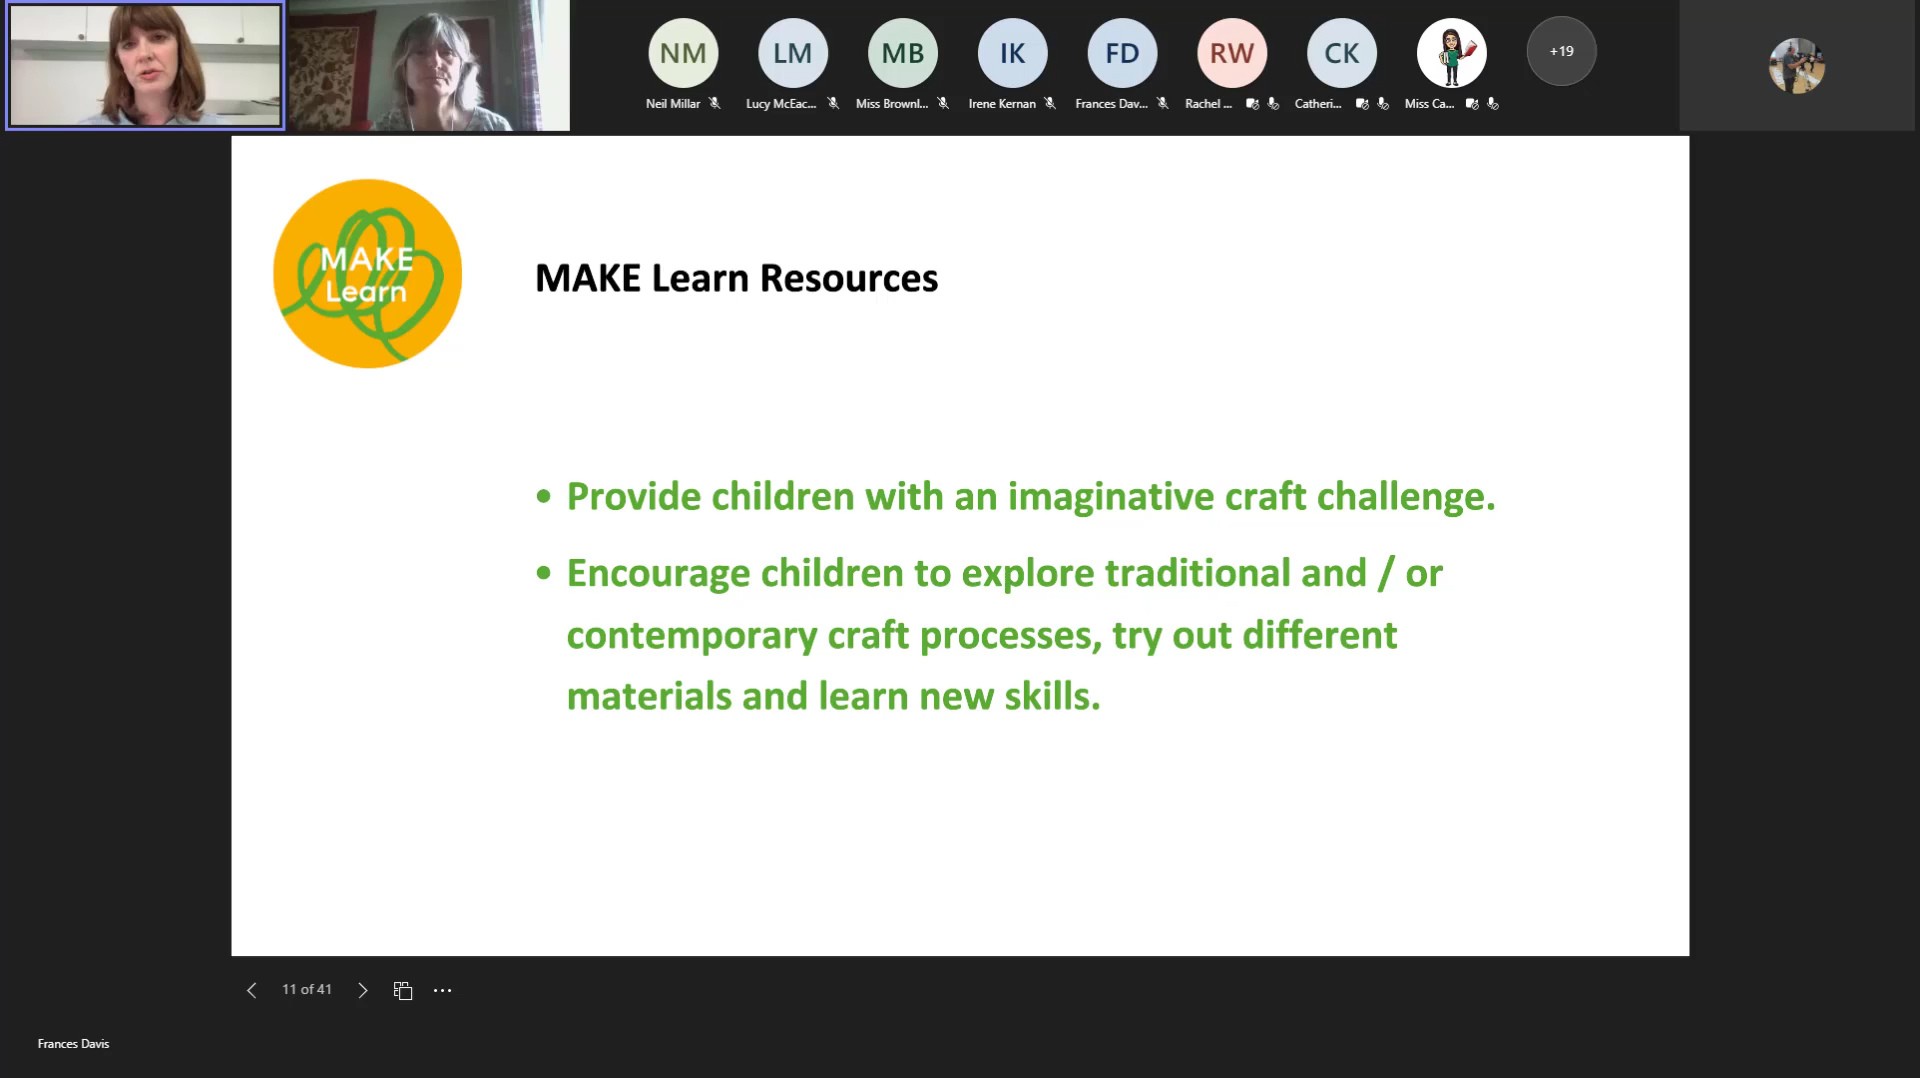 NM
LM
MB
IK
FD
RW
CK
+19
Neil Millar
Lucy McEac...
Miss Brownl...
Irene Kernan
Frances Dav...
Rachel ...
Catheri...
Miss Ca...
MAKE
Learn
MAKE Learn Resources
• Provide children with an imaginative craft challenge.
• Encourage children to explore traditional and / or
contemporary craft processes, try out different
materials and learn new skills.
11 of 41
Frances Davis